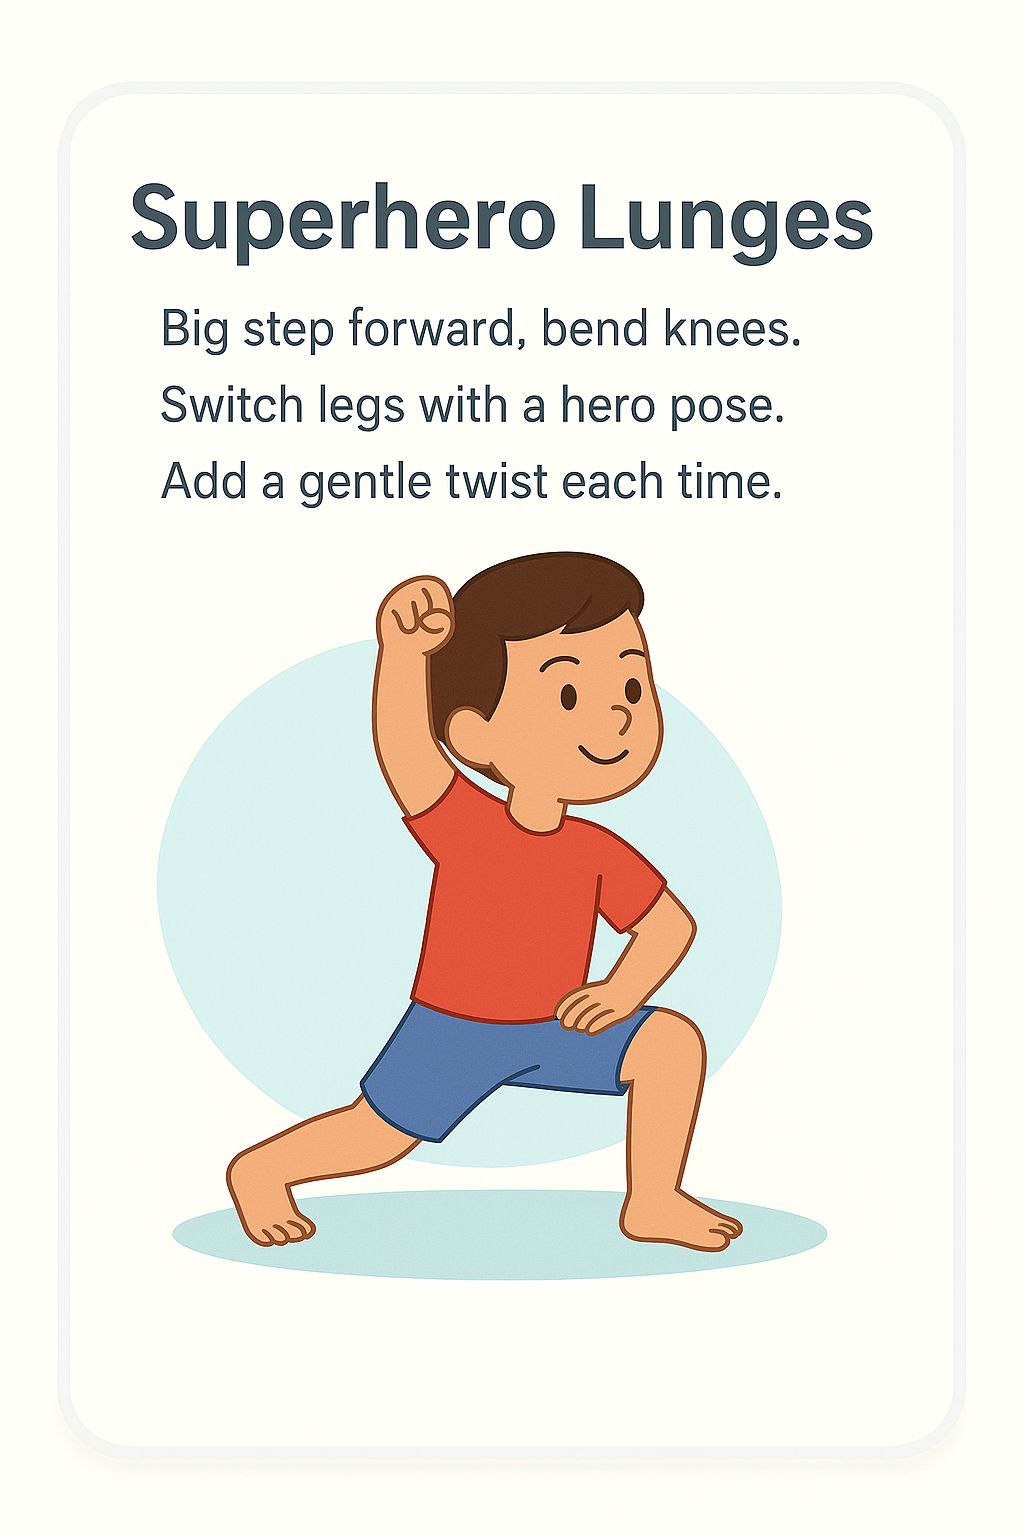 Superhero Lunges
Big step forward, bend knees.
Switch legs with a hero pose.
Add a gentle twist each time.